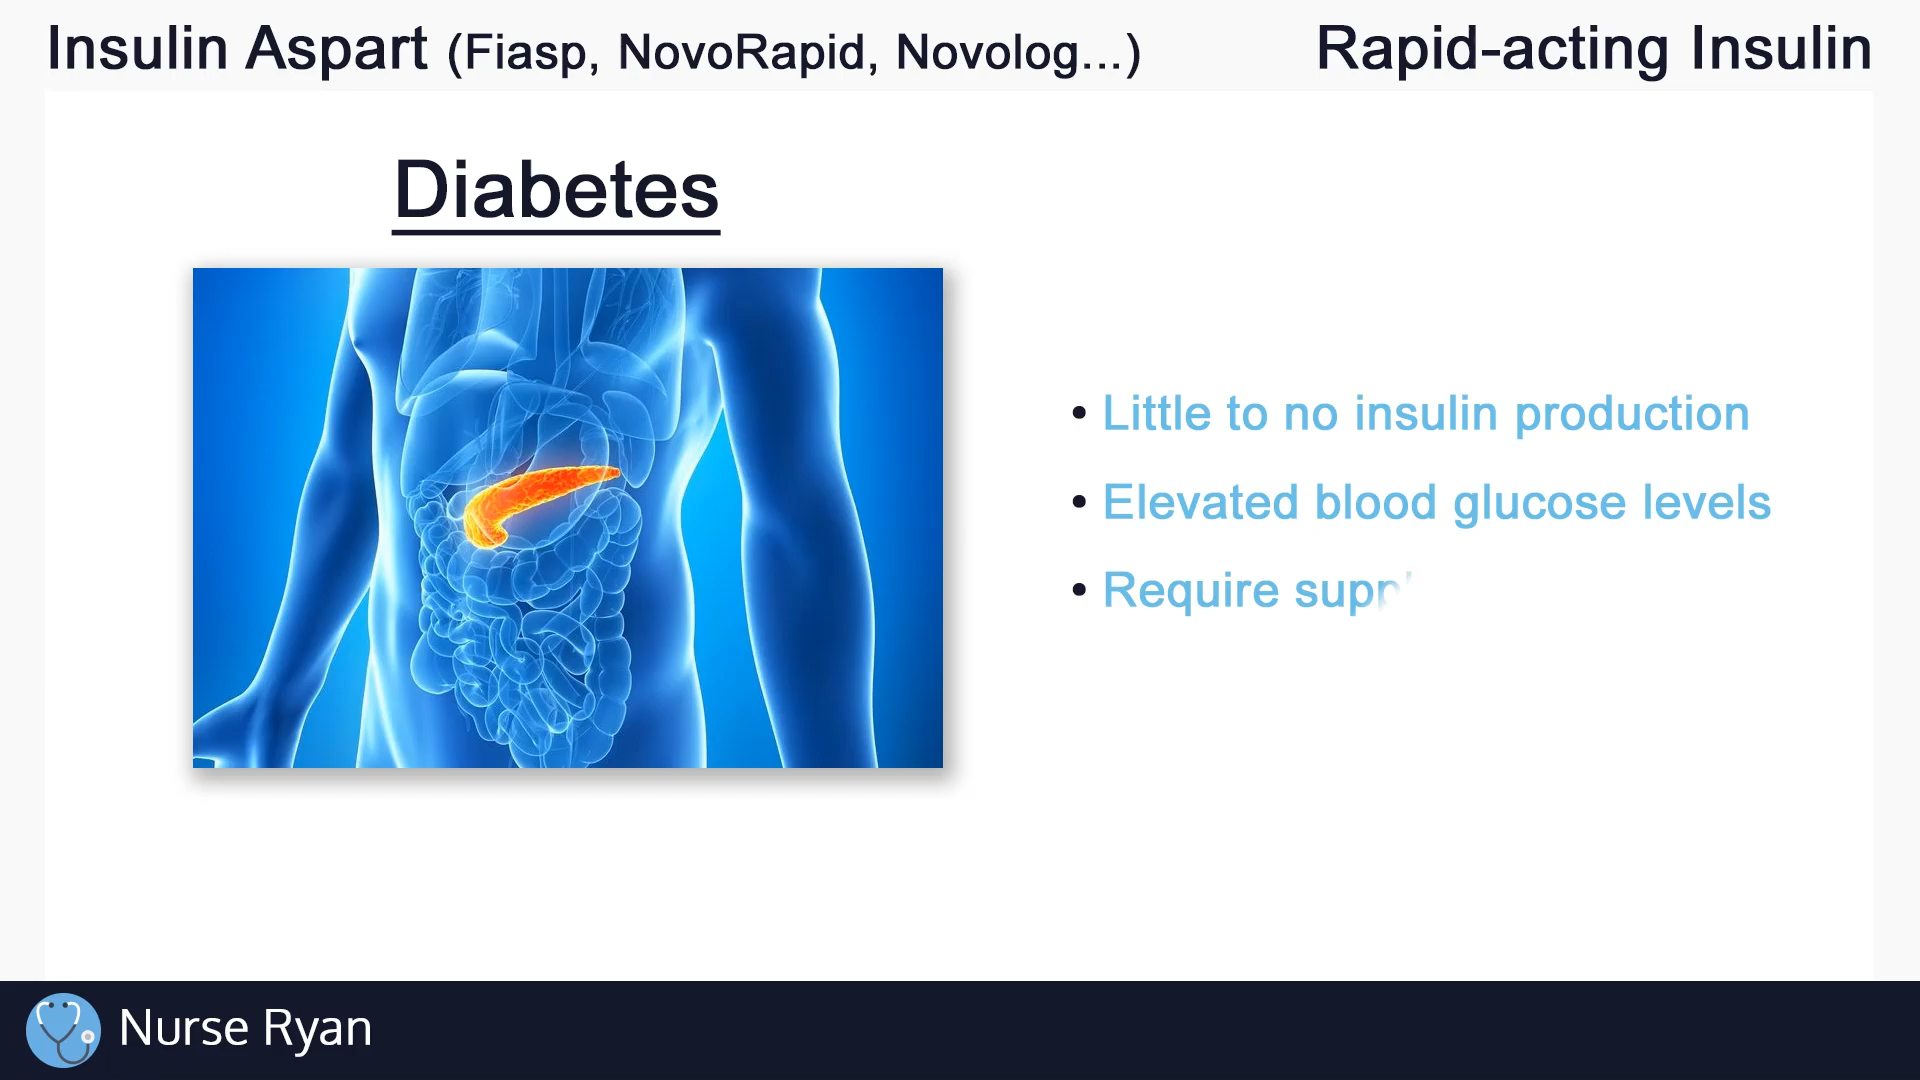 Insulin Aspart (Fiasp, NovoRapid, Novolog...)
Rapid-acting Insulin
Diabetes
• Little to no insulin production
• Elevated blood glucose levels
• Require
Nurse Ryan